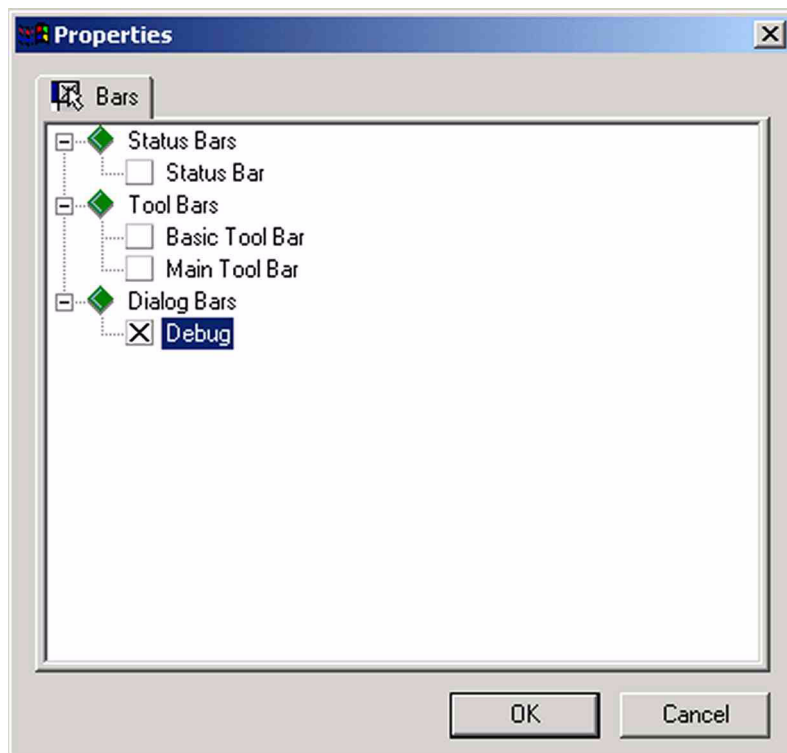 Properties
Bars
Status Bars
Status Bar
Tool Bars
Basic Tool Bar
Main Tool Bar
Dialog Bars
Debug
OK
Cancel